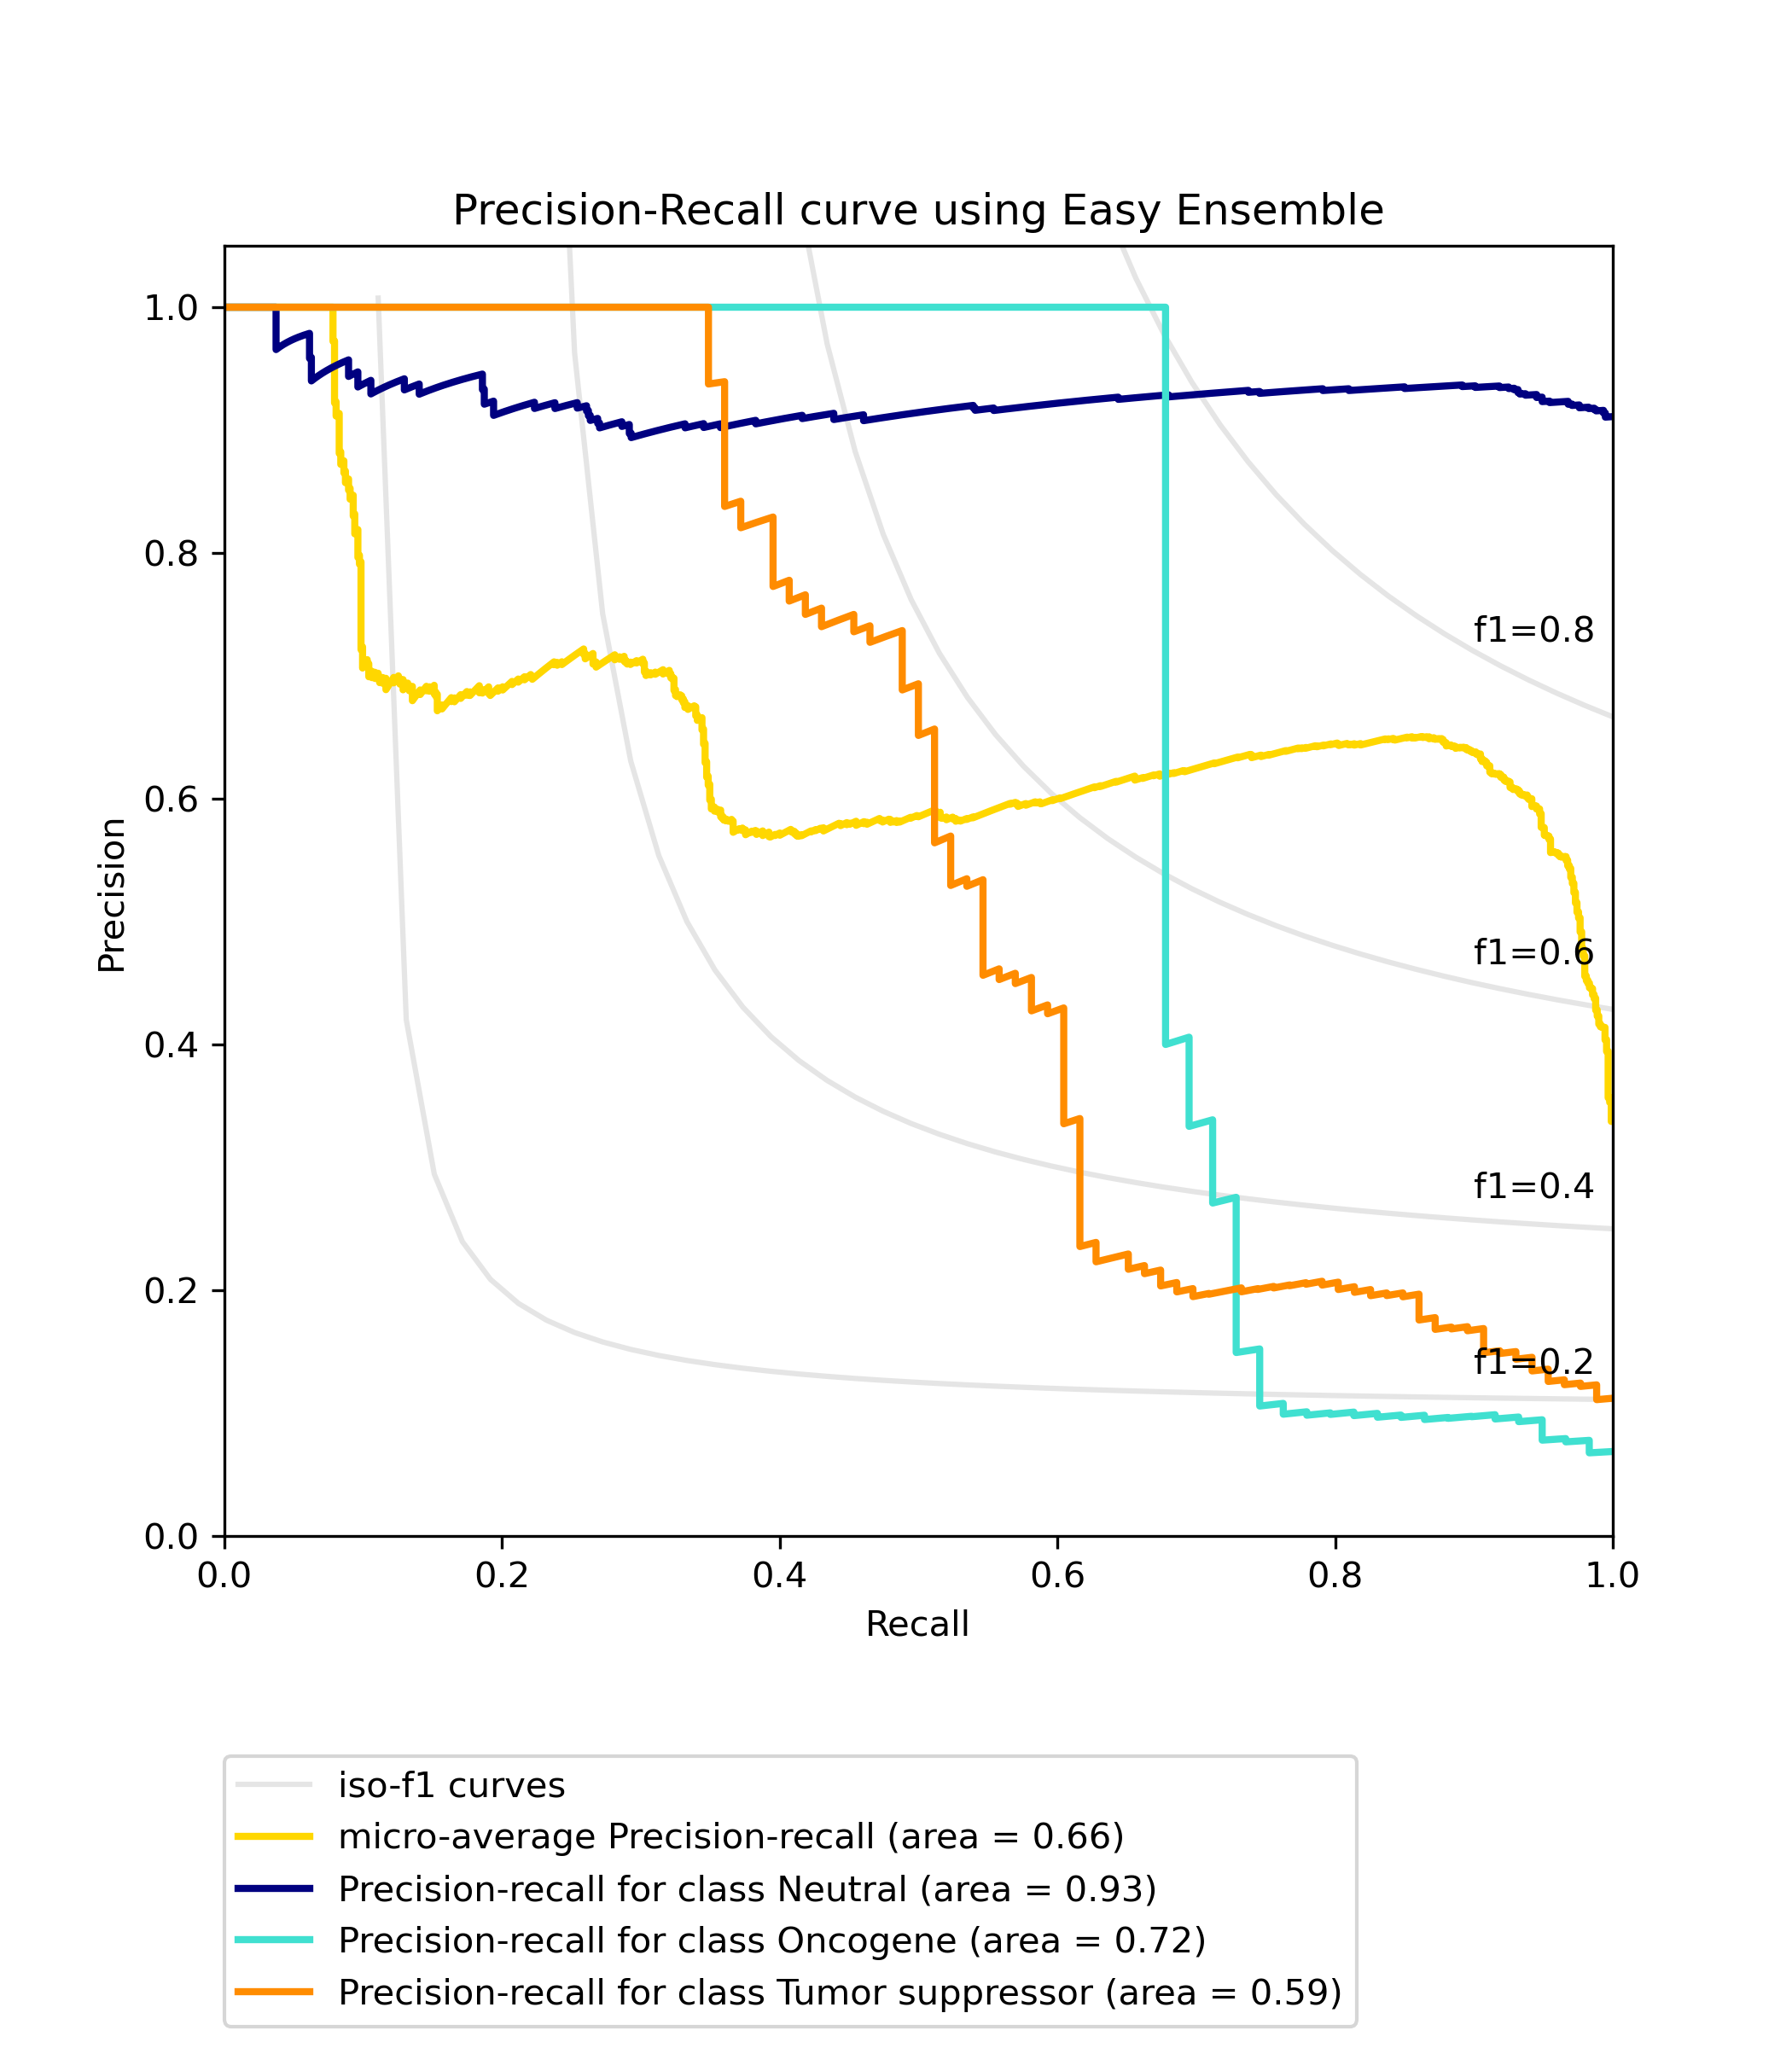 Precision-Recall curve using Easy Ensemble
1.0
0.8
0.6
0.4
0.2
0.0
Precision
f1=0.8
f1=0.6
f1=0.4
f1=0.2
0.0 0.2 0.4 0.6 0.8 1.0
Recall
iso-f1 curves
micro-average Precision-recall (area = 0.66)
Precision-recall for class Neutral (area = 0.93)
Precision-recall for class Oncogene (area = 0.72)
Precision-recall for class Tumor suppressor (area = 0.59)